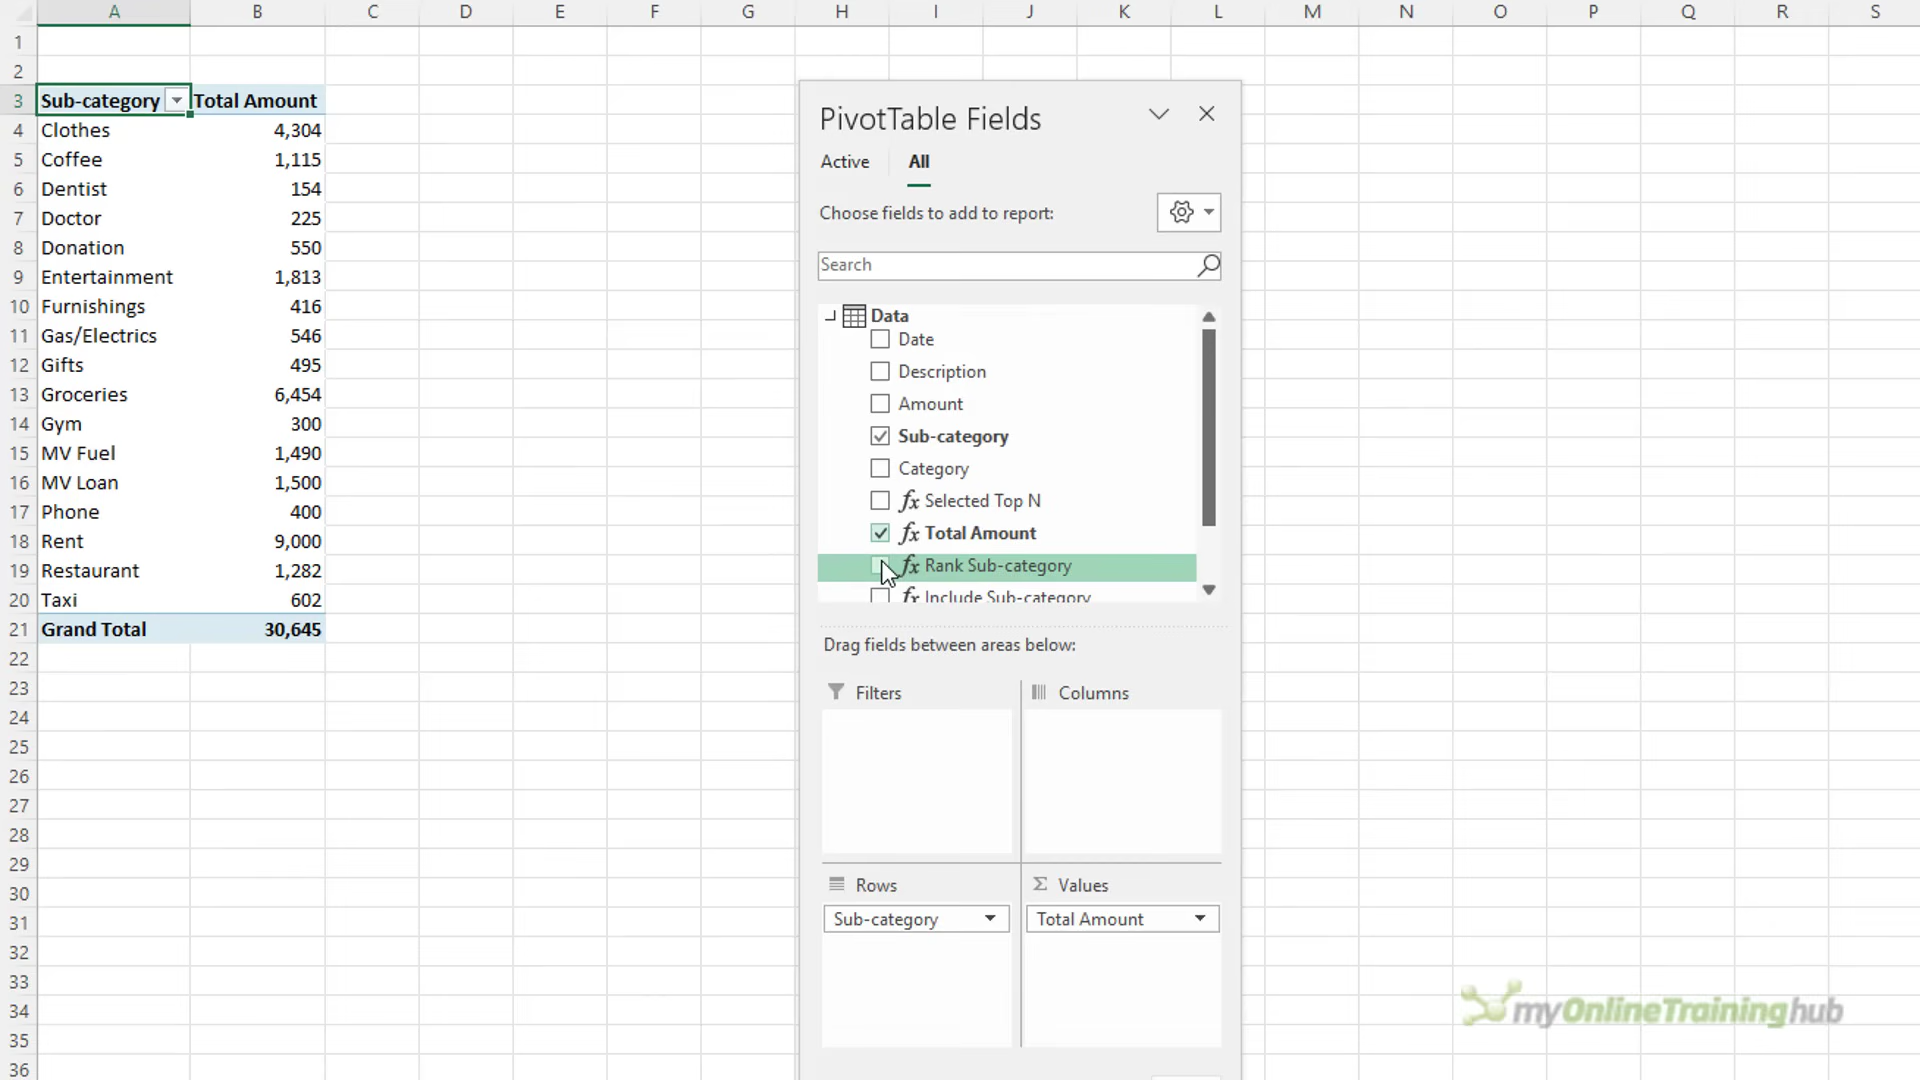 A B C D E F G H I J K L M N O P Q R S
1
2
3 Sub-category Total Amount
4 Clothes 4,304
5 Coffee 1,115
6 Dentist 154
7 Doctor 225
8 Donation 550
9 Entertainment 1,813
10 Furnishings 416
11 Gas/Electrics 546
12 Gifts 495
13 Groceries 6,454
14 Gym 300
15 MV Fuel 1,490
16 MV Loan 1,500
17 Phone 400
18 Rent 9,000
19 Restaurant 1,282
20 Taxi 602
21 Grand Total 30,645
22
23
24
25
26
27
28
29
30
31
32
33
34
35
36
PivotTable Fields
Active All
Choose fields to add to report:
Search
Data
Date
Description
Amount
Sub-category
Category
fx Selected Top N
fx Total Amount
fx Rank Sub-category
fx Include Sub-category
Drag fields between areas below:
Filters
Columns
Rows
Σ Values
Sub-category
Total Amount
myOnlineTraininghub